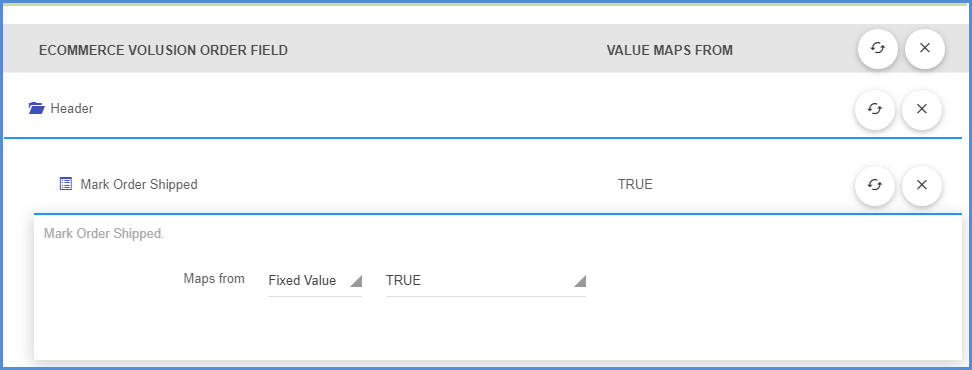 ECOMMERCE VOLUSION ORDER FIELD VALUE MAPS FROM
Header
Mark Order Shipped TRUE
Mark Order Shipped.
Maps from Fixed Value TRUE